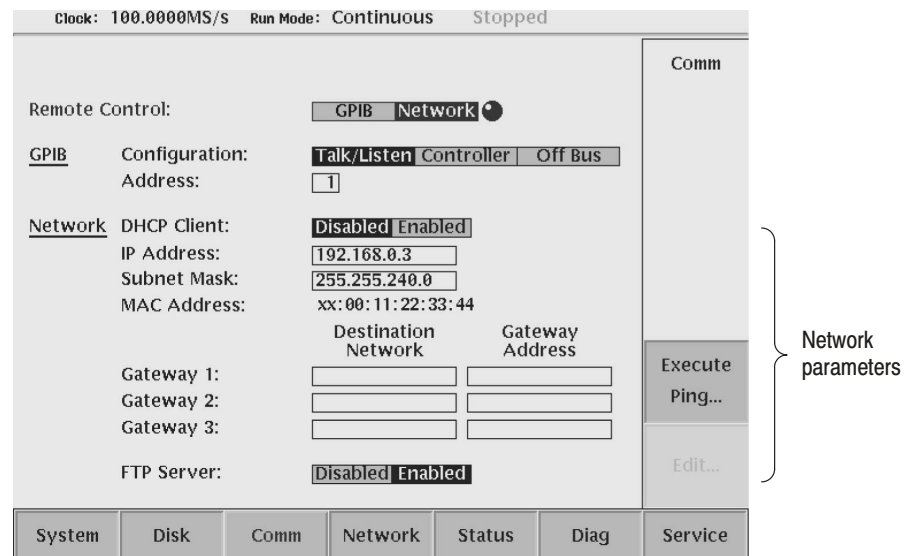 Clock: 100.0000MS/s Run Mode: Continuous Stopped
Comm
Remote Control: GPIB Network
GPIB Configuration: Talk/Listen Controller Off Bus
Address: 1
Network DHCP Client: Disabled Enabled
IP Address: 192.168.0.3
Subnet Mask: 255.255.240.0
MAC Address: xx:00:11:22:33:44
Destination Network Gateway Address
Gateway 1:
Gateway 2:
Gateway 3:
FTP Server: Disabled Enabled
Execute
Ping...
Edit...
Network
parameters
System Disk Comm Network Status Diag Service